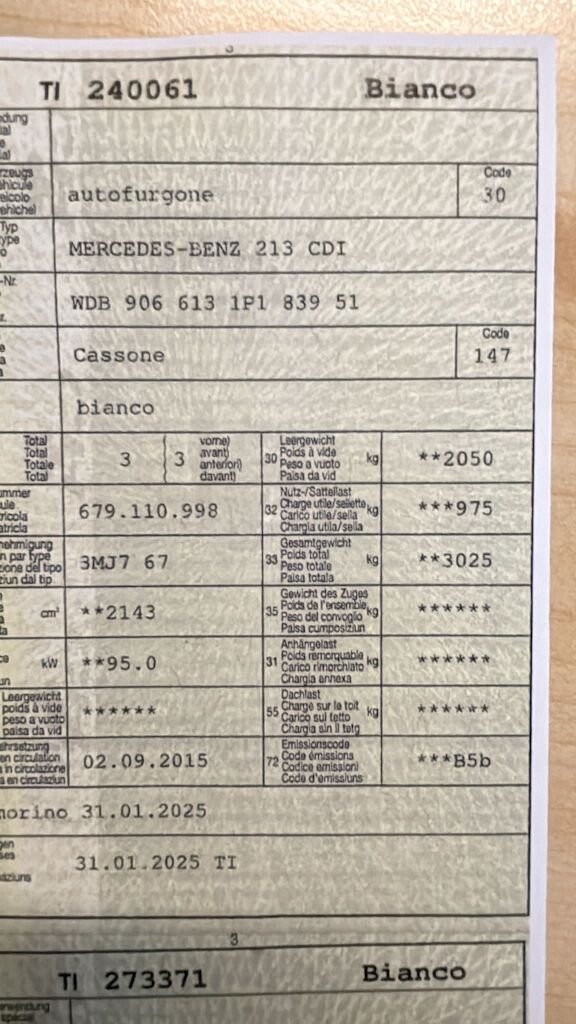 3
TI 240061 Bianco
Code
autofurgone 30
MERCEDES-BENZ 213 CDI
WDB 906 613 1P1 839 51
Code
Cassone 147
bianco
Total
Total
Totale
Total
3 3
vorne)
avant)
anteriori)
davant)
30 Leergewicht
Poids à vide
Peso a vuoto
Paisa da vid
kg **2050
679.110.998
32 Nutz-/Sattellast
Charge utile/sellette
Carico utile/sella
Chargia utila/sella
kg ***975
3MJ7 67
33 Gesamtgewicht
Poids total
Peso totale
Paisa totala
kg **3025
cm³ **2143
35 Gewicht des Zuges
Poids de l'ensemble
Peso del convoglio
Paisa cumposiziun
kg ******
kW **95.0
31 Anhängelast
Poids remorquable
Carico rimorchiato
Chargia annexa
kg ******
Leergewicht
poids à vide
peso a vuoto
paisa da vid
******
55 Dachlast
Charge sur le toit
Carico sul tetto
Chargia sin il tetg
kg ******
en circulation
in circolazione
en circulaziun
02.09.2015
72 Emissionscode
Code émissions
Codice emissioni
Code d'emissiuns
***B5b
31.01.2025
31.01.2025 TI
3
TI 273371 Bianco